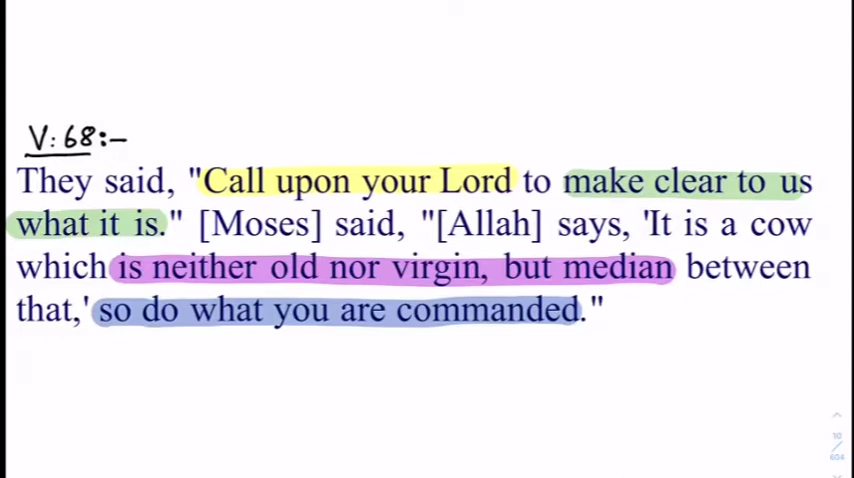 V:68:-
They said, "Call upon your Lord to make clear to us
what it is." [Moses] said, "[Allah] says, 'It is a cow
which is neither old nor virgin, but median between
that,' so do what you are commanded."
10
/
604